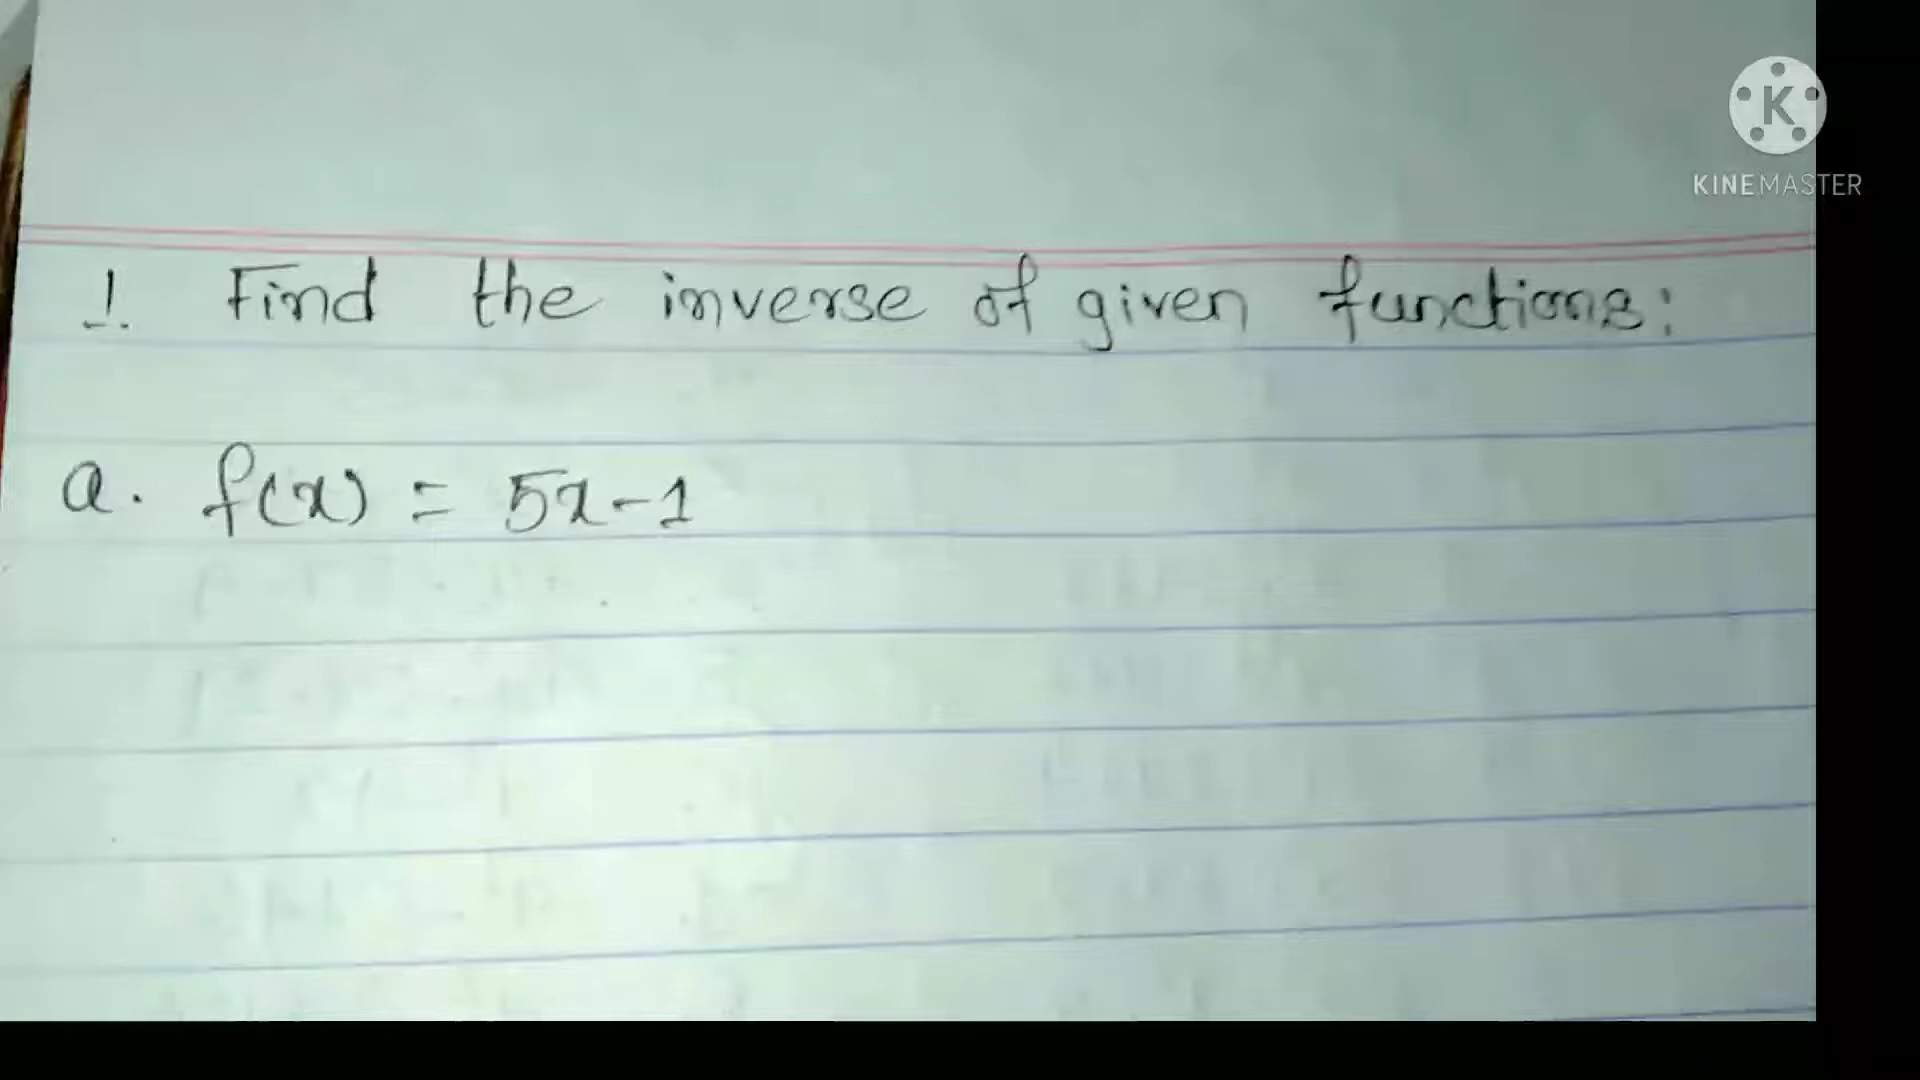 K
KINEMASTER
1. Find the inverse of given functions:
a. f(x) = 5x-1